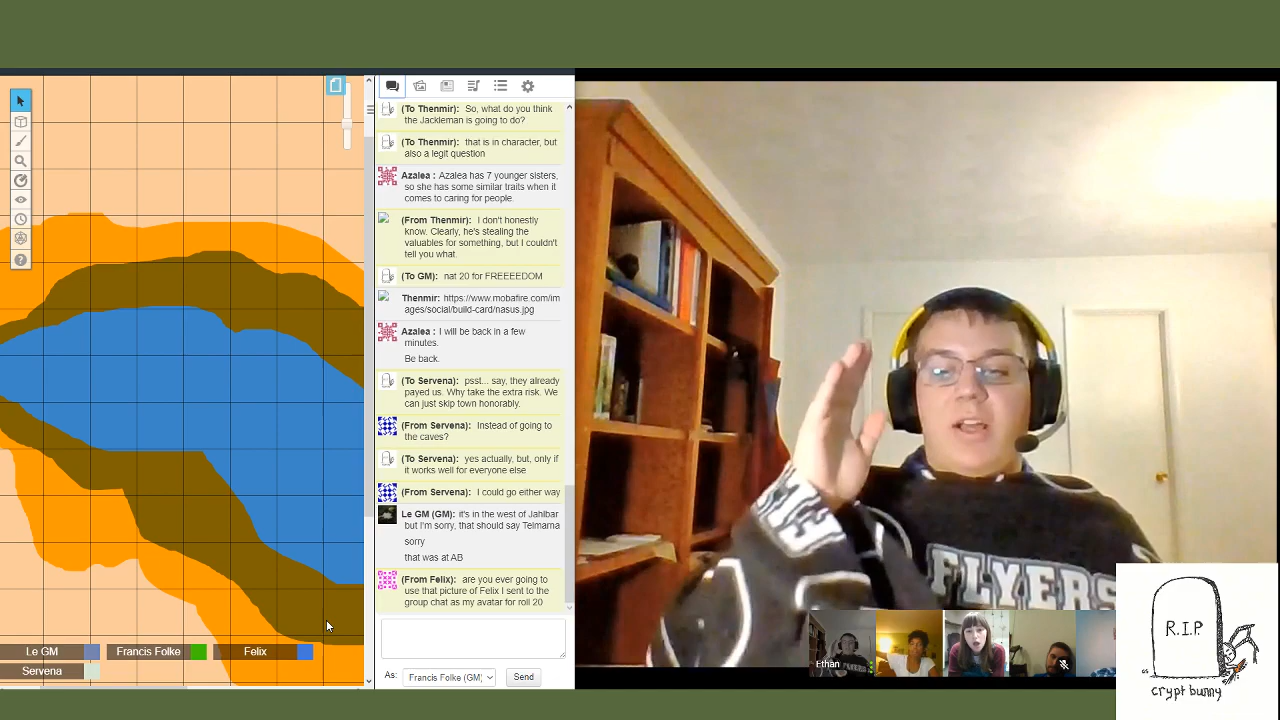 (To Thenmir): So, what do you think
the Jackleman is going to do?
(To Thenmir): that is in character, but
also a legit question
Azalea : Azalea has 7 younger sisters,
so she has some similar traits when it
comes to caring for people.
(From Thenmir): I don't honestly
know. Clearly, he's stealing the
valuables for something, but I couldn't
tell you what.
(To GM): nat 20 for FREEEEDOM
Thenmir: https://www.mobafire.com/im
ages/social/build-card/nasus.jpg
Azalea : I will be back in a few
minutes.
Be back.
(To Servena): psst... say, they already
payed us. Why take the extra risk. We
can just skip town honorably.
(From Servena): Instead of going to
the caves?
(To Servena): yes actually, but, only if
it works well for everyone else
(From Servena): I could go either way
Le GM (GM): it's in the west of Jahlbar
but I'm sorry, that should say Telmarna
sorry
that was at AB
(From Felix): are you ever going to
use that picture of Felix I sent to the
group chat as my avatar for roll 20
As: Francis Folke (GM) Send
Le GM
Francis Folke
Felix
Servena
FLYERS
Ethan
R.I.P
crypt bunny